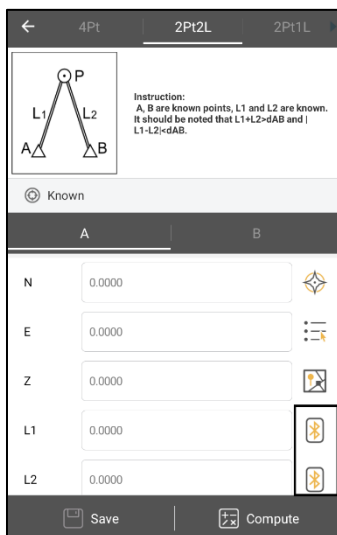 4Pt 2Pt2L 2Pt1L
P
L1 L2
A B
Instruction:
A, B are known points, L1 and L2 are known.
It should be noted that L1+L2>dAB and |
L1-L2|<dAB.
Known
A B
N 0.0000
E 0.0000
Z 0.0000
L1 0.0000
L2 0.0000
Save Compute